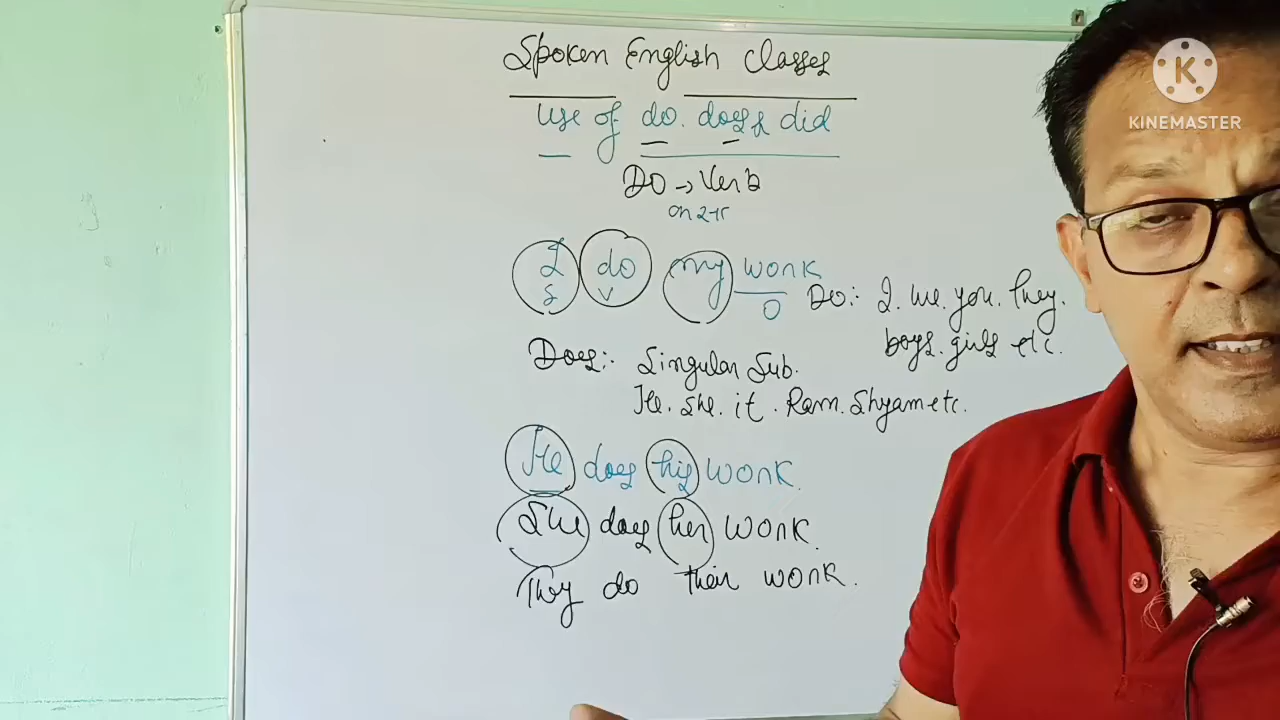 Spoken English Classes
use of do. does & did
DO → Verb
I do my work
S V O
DO:- I. we. you. they.
boys. girls etc.
Does:- Singular Sub.
He. She. it. Ram. Shyam etc.
He does his work.
She does her work.
They do their work.
K
KINEMASTER